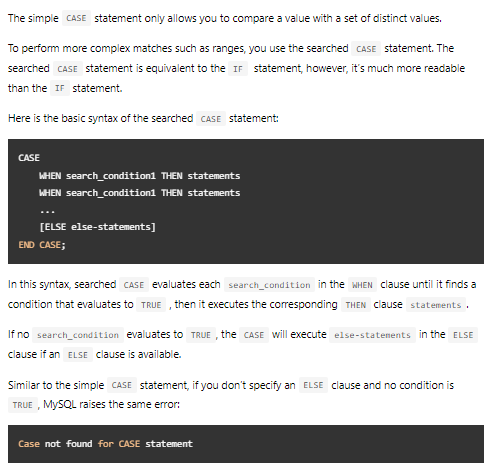 The simple CASE statement only allows you to compare a value with a set of distinct values.
To perform more complex matches such as ranges, you use the searched CASE statement. The
searched CASE statement is equivalent to the IF statement, however, it's much more readable
than the IF statement.
Here is the basic syntax of the searched CASE statement:
CASE
    WHEN search_condition1 THEN statements
    WHEN search_condition1 THEN statements
    ...
    [ELSE else-statements]
END CASE;
In this syntax, searched CASE evaluates each search_condition in the WHEN clause until it finds a
condition that evaluates to TRUE , then it executes the corresponding THEN clause statements .
If no search_condition evaluates to TRUE , the CASE will execute else-statements in the ELSE
clause if an ELSE clause is available.
Similar to the simple CASE statement, if you don't specify an ELSE clause and no condition is
TRUE , MySQL raises the same error:
Case not found for CASE statement